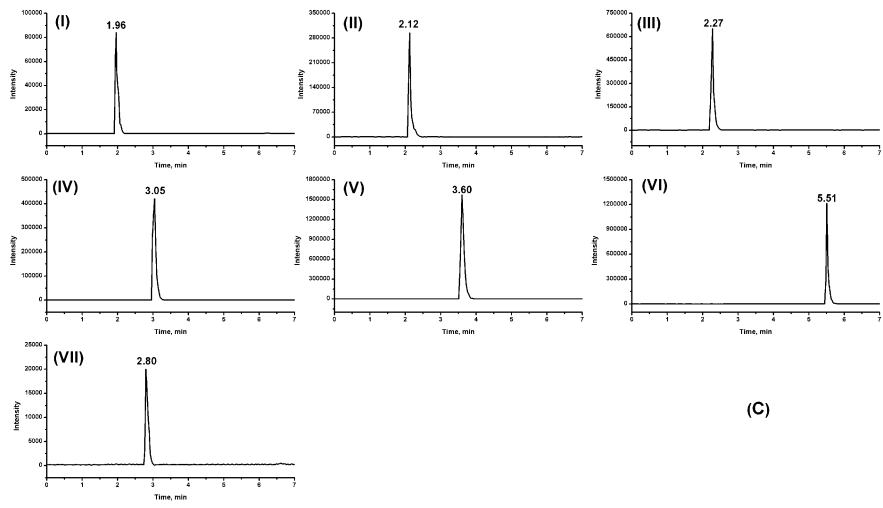 (I)
1.96
100000
80000
60000
40000
20000
0
Intensity
0 1 2 3 4 5 6 7
Time, min
(II)
2.12
350000
280000
210000
140000
70000
0
Intensity
0 1 2 3 4 5 6 7
Time, min
(III)
2.27
750000
600000
450000
300000
150000
0
Intensity
0 1 2 3 4 5 6 7
Time, min
(IV)
3.05
500000
400000
300000
200000
100000
0
Intensity
0 1 2 3 4 5 6 7
Time, min
(V)
3.60
1800000
1500000
1200000
900000
600000
300000
0
Intensity
0 1 2 3 4 5 6 7
Time, min
(VI)
5.51
1500000
1200000
900000
600000
300000
0
Intensity
0 1 2 3 4 5 6 7
Time, min
(VII)
2.80
25000
20000
15000
10000
5000
0
Intensity
0 1 2 3 4 5 6 7
Time, min
(C)